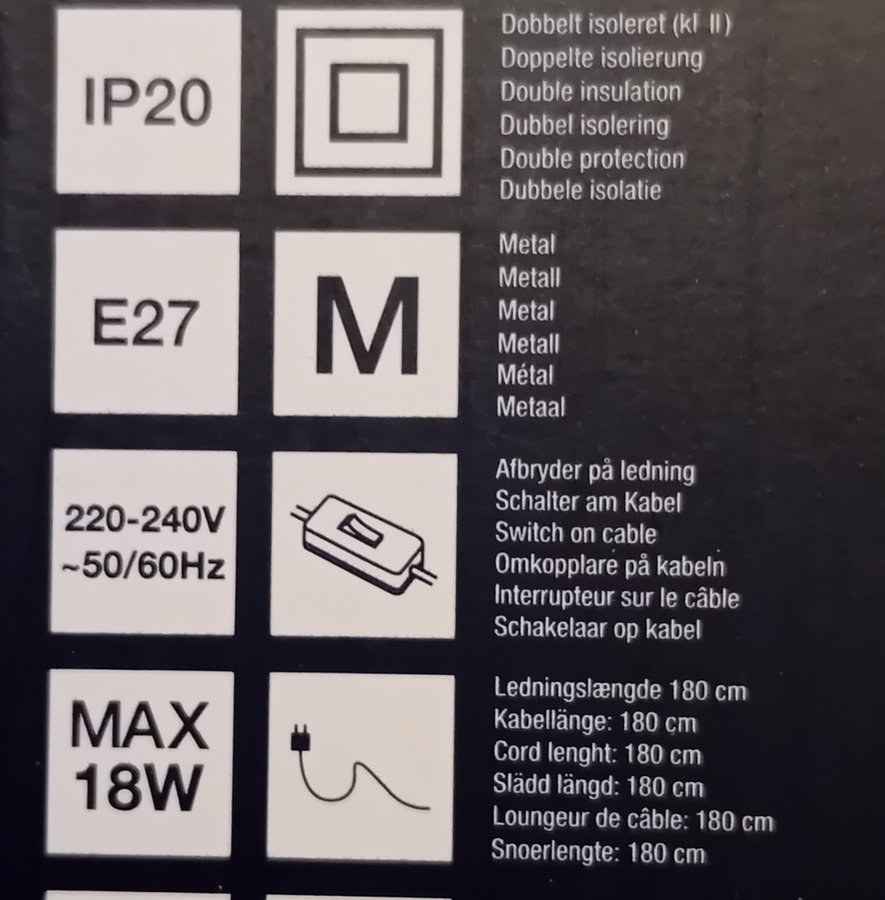 IP20
Dobbelt isoleret (kl II)
Doppelte isolierung
Double insulation
Dubbel isolering
Double protection
Dubbele isolatie
E27
M
Metal
Metall
Metal
Metall
Métal
Metaal
220-240V
~50/60Hz
Afbryder på ledning
Schalter am Kabel
Switch on cable
Omkopplare på kabeln
Interrupteur sur le câble
Schakelaar op kabel
MAX
18W
Ledningslængde 180 cm
Kabellänge: 180 cm
Cord lenght: 180 cm
Slädd längd: 180 cm
Loungeur de câble: 180 cm
Snoerlengte: 180 cm